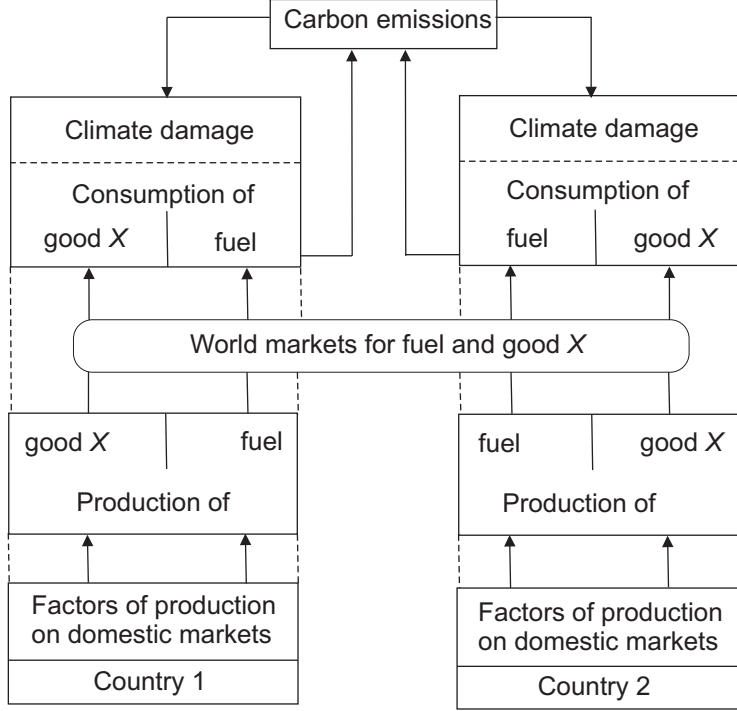 Carbon emissions
Climate damage
Consumption of
good X
fuel
Climate damage
Consumption of
fuel
good X
World markets for fuel and good X
good X
fuel
Production of
fuel
good X
Production of
Factors of production
on domestic markets
Country 1
Factors of production
on domestic markets
Country 2